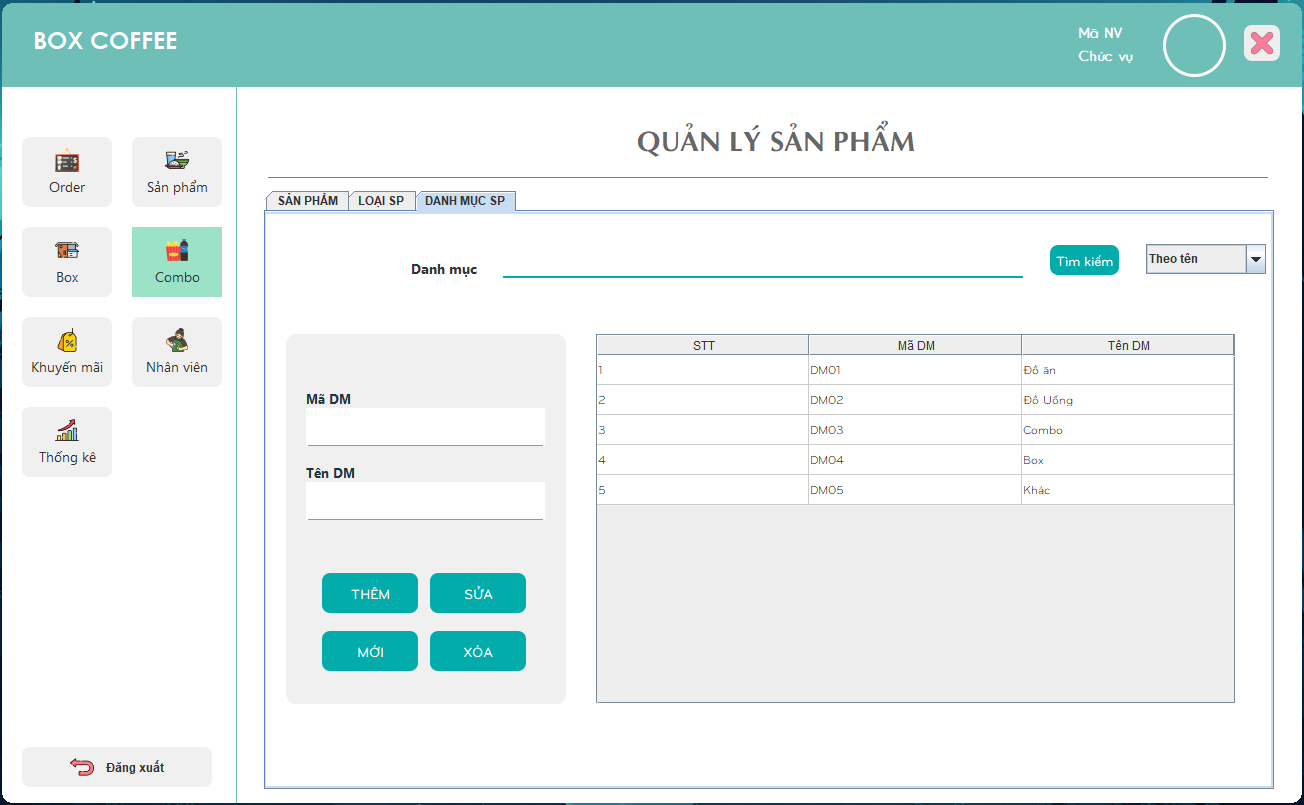 BOX COFFEE
Mã NV
Chức vụ
Order
Sản phẩm
Box
Combo
Khuyến mãi
Nhân viên
Thống kê
Đăng xuất
QUẢN LÝ SẢN PHẨM
SẢN PHẨM LOẠI SP DANH MỤC SP
Danh mục
Tìm kiếm
Theo tên
Mã DM
Tên DM
THÊM SỬA
MỚI XÓA
STT Mã DM Tên DM
1 DM01 Đồ ăn
2 DM02 Đồ Uống
3 DM03 Combo
4 DM04 Box
5 DM05 Khác